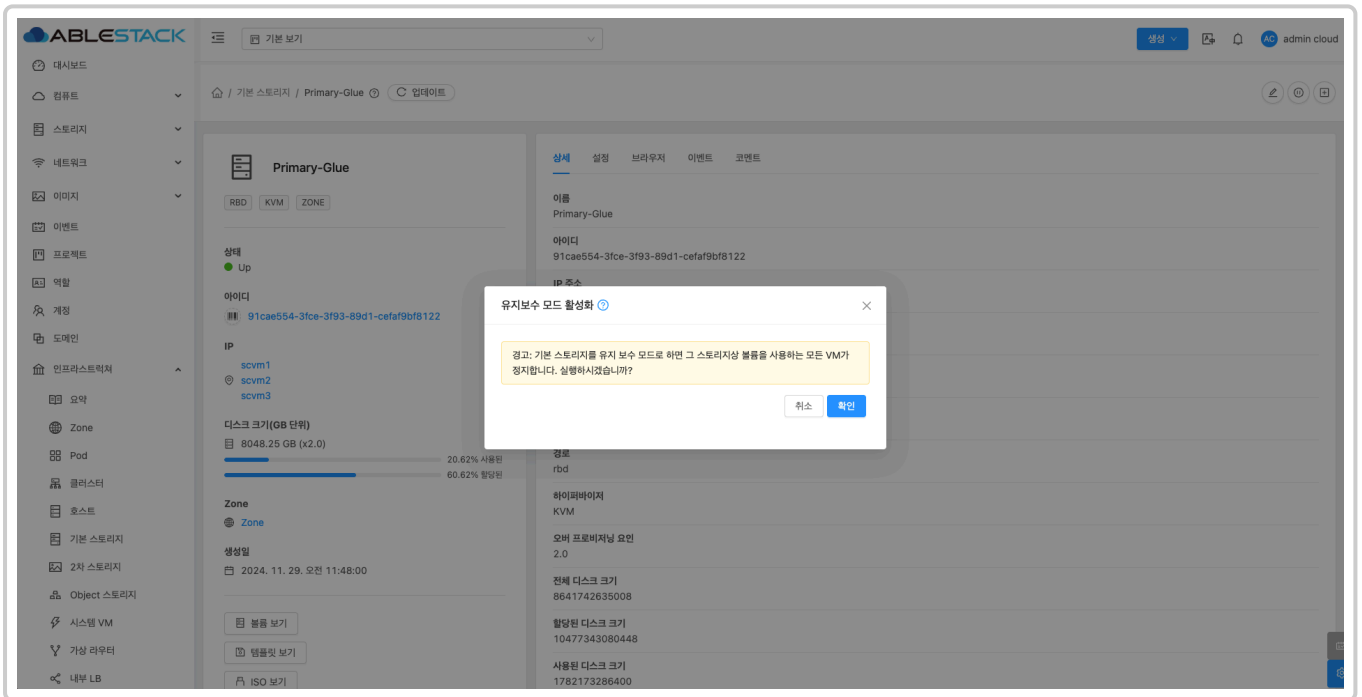 ABLESTACK
기본 보기
생성
AC admin cloud
대시보드
컴퓨트
스토리지
네트워크
이미지
이벤트
프로젝트
역할
계정
도메인
인프라스트럭쳐
요약
Zone
Pod
클러스터
호스트
기본 스토리지
2차 스토리지
Object 스토리지
시스템 VM
가상 라우터
내부 LB
/ 기본 스토리지 / Primary-Glue
업데이트
Primary-Glue
RBD KVM ZONE
상태
Up
아이디
91cae554-3fce-3f93-89d1-cefaf9bf8122
IP
scvm1
scvm2
scvm3
디스크 크기(GB 단위)
8048.25 GB (x2.0)
20.62% 사용된
60.62% 할당된
Zone
Zone
생성일
2024. 11. 29. 오전 11:48:00
볼륨 보기
템플릿 보기
ISO 보기
상세 설정 브라우저 이벤트 코멘트
이름
Primary-Glue
아이디
91cae554-3fce-3f93-89d1-cefaf9bf8122
IP 주소
유지보수 모드 활성화
경고: 기본 스토리지를 유지 보수 모드로 하면 그 스토리지상 볼륨을 사용하는 모든 VM가
정지합니다. 실행하시겠습니까?
취소 확인
경로
rbd
하이퍼바이저
KVM
오버 프로비저닝 요인
2.0
전체 디스크 크기
8641742635008
할당된 디스크 크기
10477343080448
사용된 디스크 크기
1782173286400